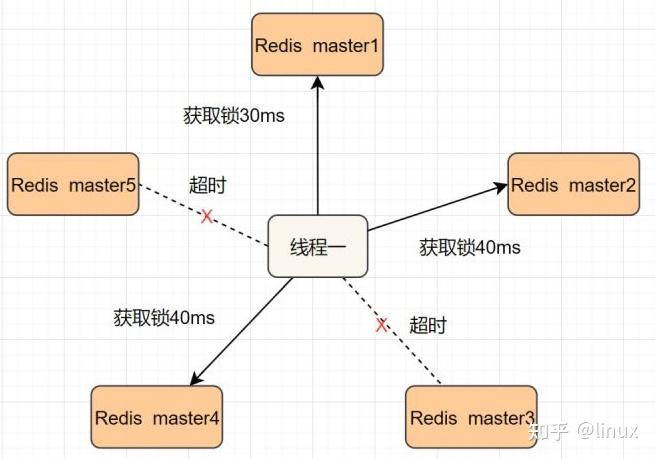 Redis master1
获取锁30ms
Redis master5
超时
Redis master2
线程一
获取锁40ms
获取锁40ms
超时
X
X
Redis master4
Redis master3
知乎 @linux